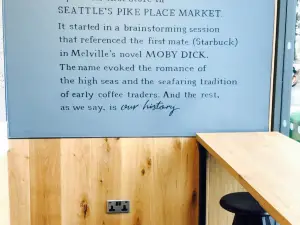 SEATTLE'S PIKE PLACE MARKET.
It started in a brainstorming session
that referenced the first mate (Starbuck)
in Melville's novel MOBY DICK.
The name evoked the romance of
the high seas and the seafaring tradition
of early coffee traders. And the rest,
as we say, is our history